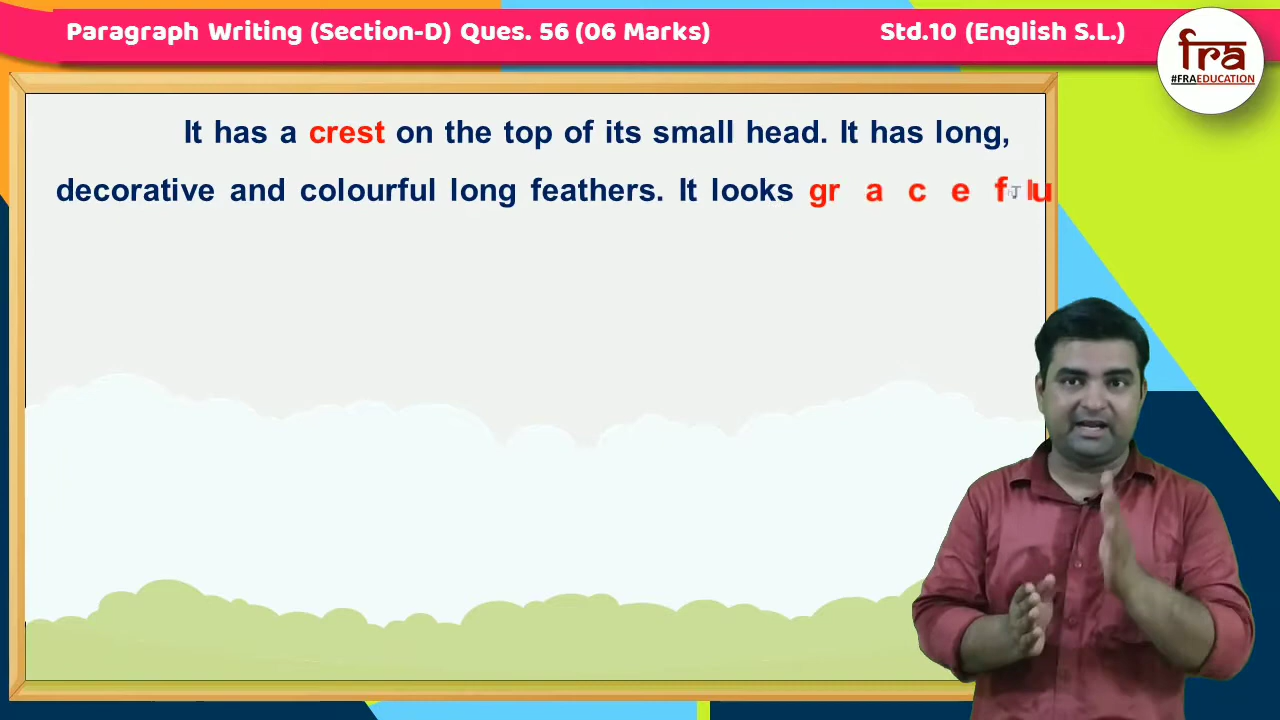 Paragraph Writing (Section-D) Ques. 56 (06 Marks)
Std.10 (English S.L.)
fra
#FRAEDUCATION
It has a crest on the top of its small head. It has long,
decorative and colourful long feathers. It looks gr a c e f u